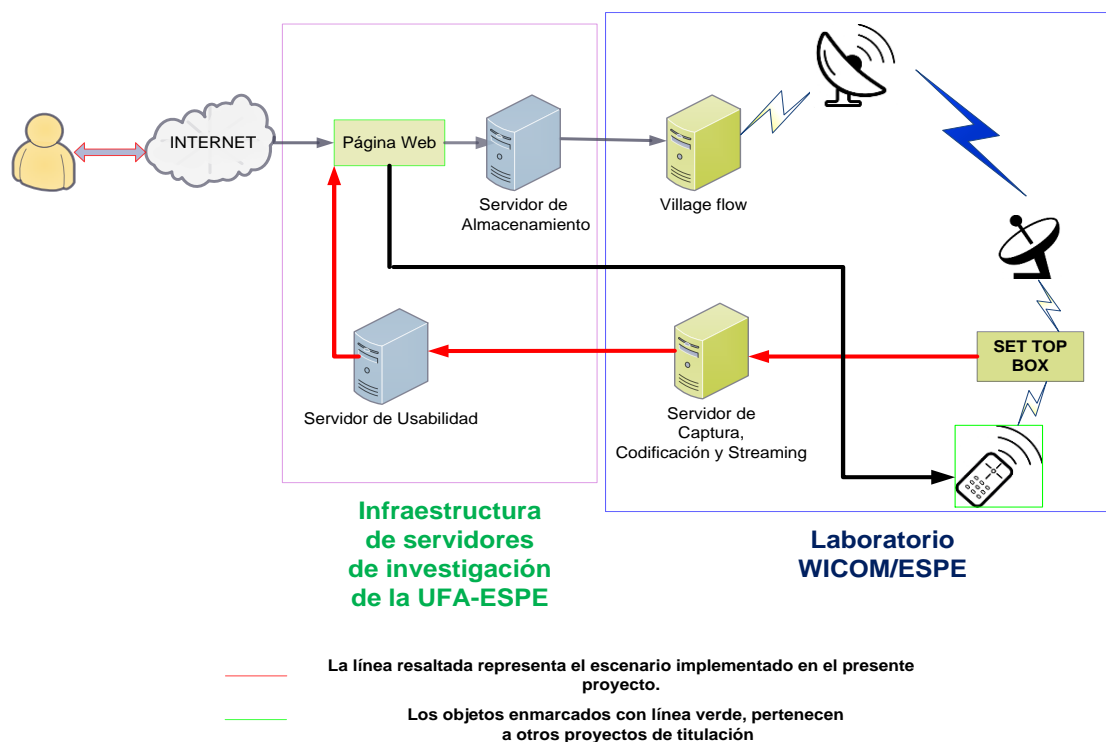 INTERNET
Página Web
Servidor de
Almacenamiento
Village flow
SET TOP
BOX
Servidor de Usabilidad
Servidor de
Captura,
Codificación y Streaming
Infraestructura
de servidores
de investigación
de la UFA-ESPE
Laboratorio
WICOM/ESPE
La línea resaltada representa el escenario implementado en el presente
proyecto.
Los objetos enmarcados con línea verde, pertenecen
a otros proyectos de titulación